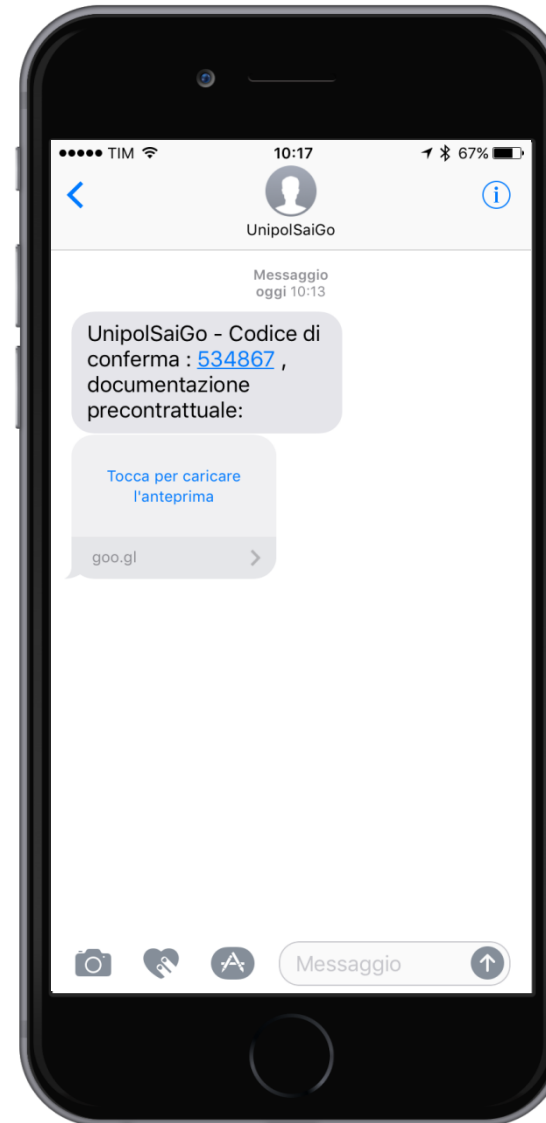 TIM 10:17 67%
UnipolSaiGo
Messaggio
oggi 10:13
UnipolSaiGo - Codice di
conferma : 534867 ,
documentazione
precontrattuale:
Tocca per caricare
l'anteprima
goo.gl
Messaggio